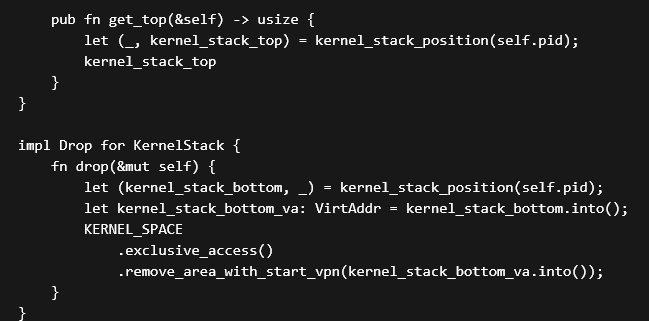 pub fn get_top(&self) -> usize {
        let (_, kernel_stack_top) = kernel_stack_position(self.pid);
        kernel_stack_top
    }
}

impl Drop for KernelStack {
    fn drop(&mut self) {
        let (kernel_stack_bottom, _) = kernel_stack_position(self.pid);
        let kernel_stack_bottom_va: VirtAddr = kernel_stack_bottom.into();
        KERNEL_SPACE
            .exclusive_access()
            .remove_area_with_start_vpn(kernel_stack_bottom_va.into());
    }
}